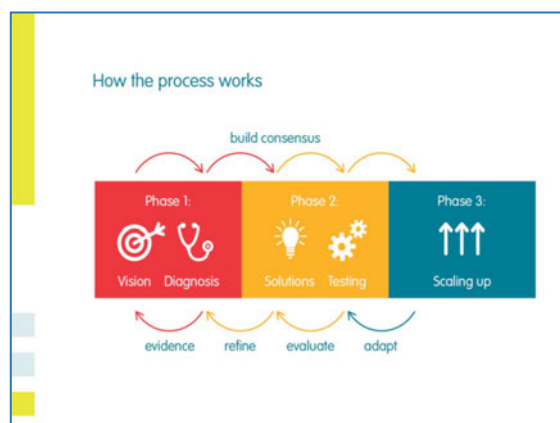 How the process works
build consensus
Phase 1:
Phase 2:
Phase 3:
Vision
Diagnosis
Solutions
Testing
Scaling up
evidence
refine
evaluate
adapt